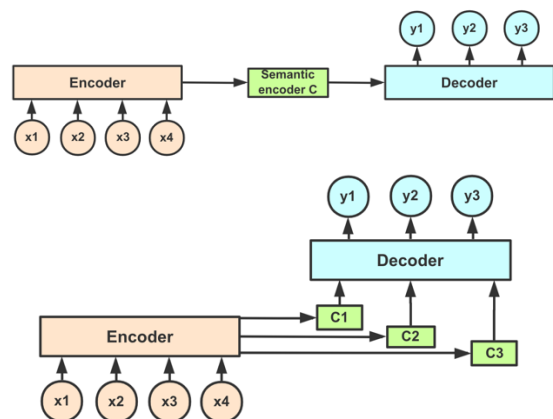 y1 y2 y3
Encoder
Semantic
encoder C
Decoder
x1 x2 x3 x4
y1 y2 y3
Decoder
C1
Encoder
C2
C3
x1 x2 x3 x4